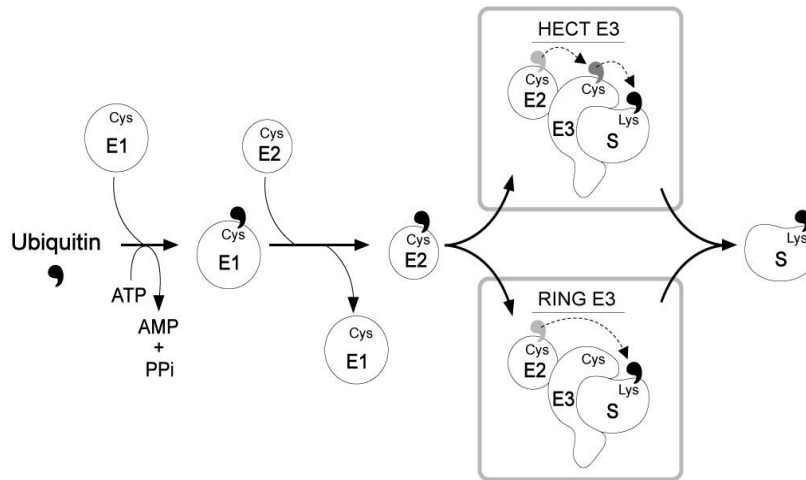 Ubiquitin
Cys
E1
ATP
AMP
+
PPi
Cys
E1
Cys
E2
Cys
E1
Cys
E2
HECT E3
Cys
E2
Cys
E3
Lys
S
RING E3
Cys
E2
Cys
E3
Lys
S
Lys
S